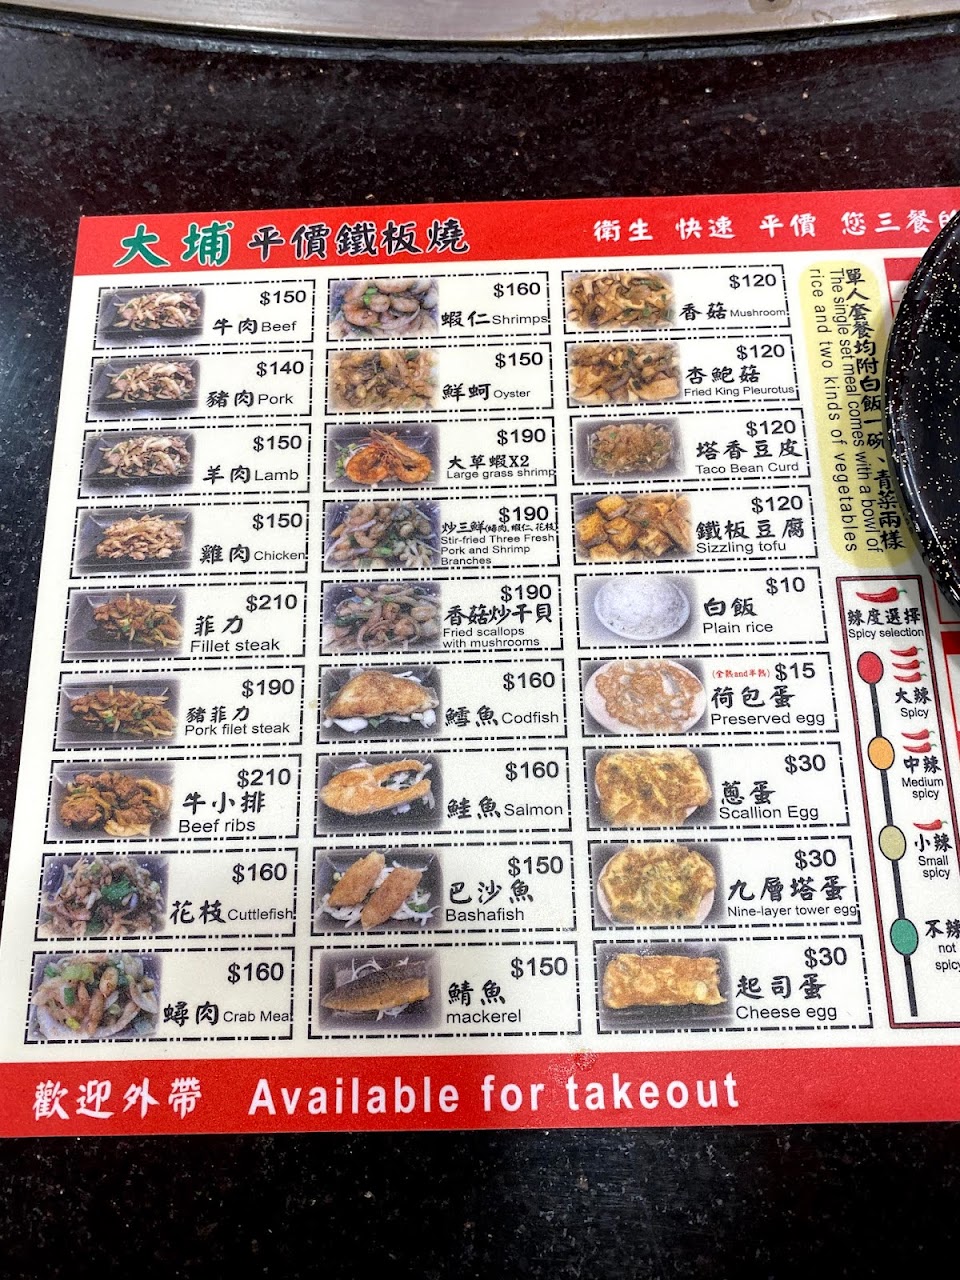 大埔 平價鐵板燒
衛生 快速 平價 您三餐的
$150
牛肉 Beef
$140
豬肉 Pork
$150
羊肉 Lamb
$150
雞肉 Chicken
$210
菲力
Fillet steak
$190
豬菲力
Pork filet steak
$210
牛小排
Beef ribs
$160
花枝 Cuttlefish
$160
蟳肉 Crab Meat
$160
蝦仁 Shrimps
$150
鮮蚵 Oyster
$190
大草蝦X2
Large grass shrimp
$190
炒三鮮(蟳肉, 蝦仁, 花枝)
Stir-fried Three Fresh
Pork and Shrimp
Branches
$190
香菇炒干貝
Fried scallops
with mushrooms
$160
鱈魚 Codfish
$160
鮭魚 Salmon
$150
巴沙魚
Bashafish
$150
鯖魚
mackerel
$120
香菇 Mushroom
$120
杏鮑菇
Fried King Pleurotus
$120
塔香豆皮
Taco Bean Curd
$120
鐵板豆腐
Sizzling tofu
$10
白飯
Plain rice
(全熟and半熟) $15
荷包蛋
Preserved egg
$30
蔥蛋
Scallion Egg
$30
九層塔蛋
Nine-layer tower egg
$30
起司蛋
Cheese egg
單人套餐均附白飯一碗、青菜兩樣
The single set meal comes with a bowl of
rice and two kinds of vegetables
辣度選擇
Spicy selection
大辣
Spicy
中辣
Medium
spicy
小辣
Small
spicy
不辣
not
spicy
歡迎外帶 Available for takeout